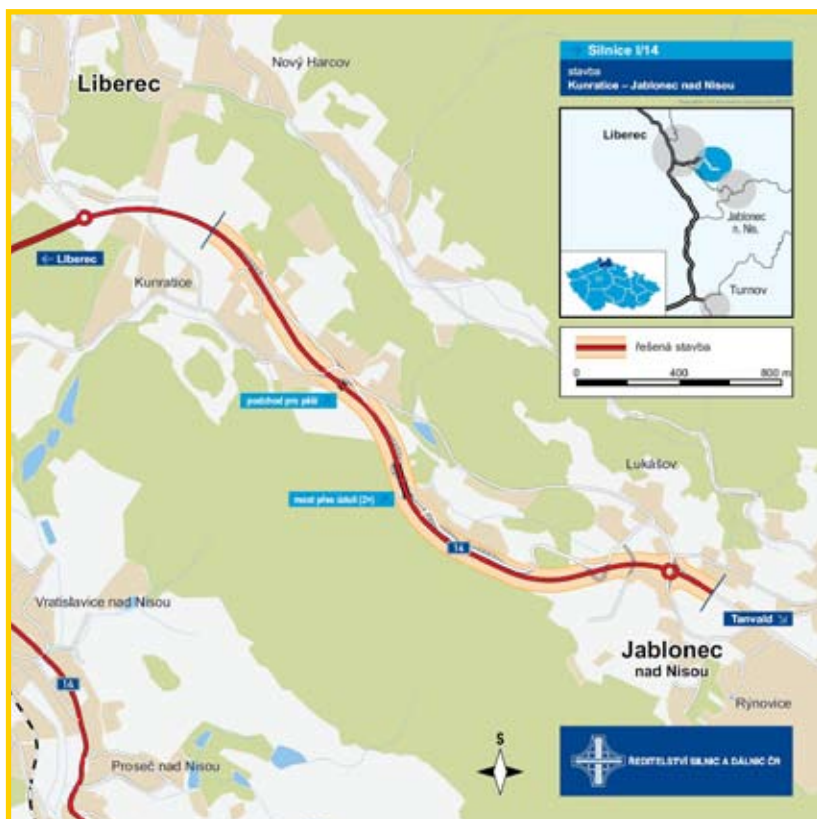 Liberec
Nový Harcov
Silnice I/14
stavba
Kunratice – Jablonec nad Nisou
Liberec
Jablonec
n. Nis.
Turnov
← Liberec
Kunratice
řešená stavba
0 400 800 m
podchod pro pěší
most přes údolí (2×)
Lukášov
14
Vratislavice nad Nisou
Tanvald
14
Jablonec
nad Nisou
Rýnovice
S
Proseč nad Nisou
ŘEDITELSTVÍ SILNIC A DÁLNIC ČR